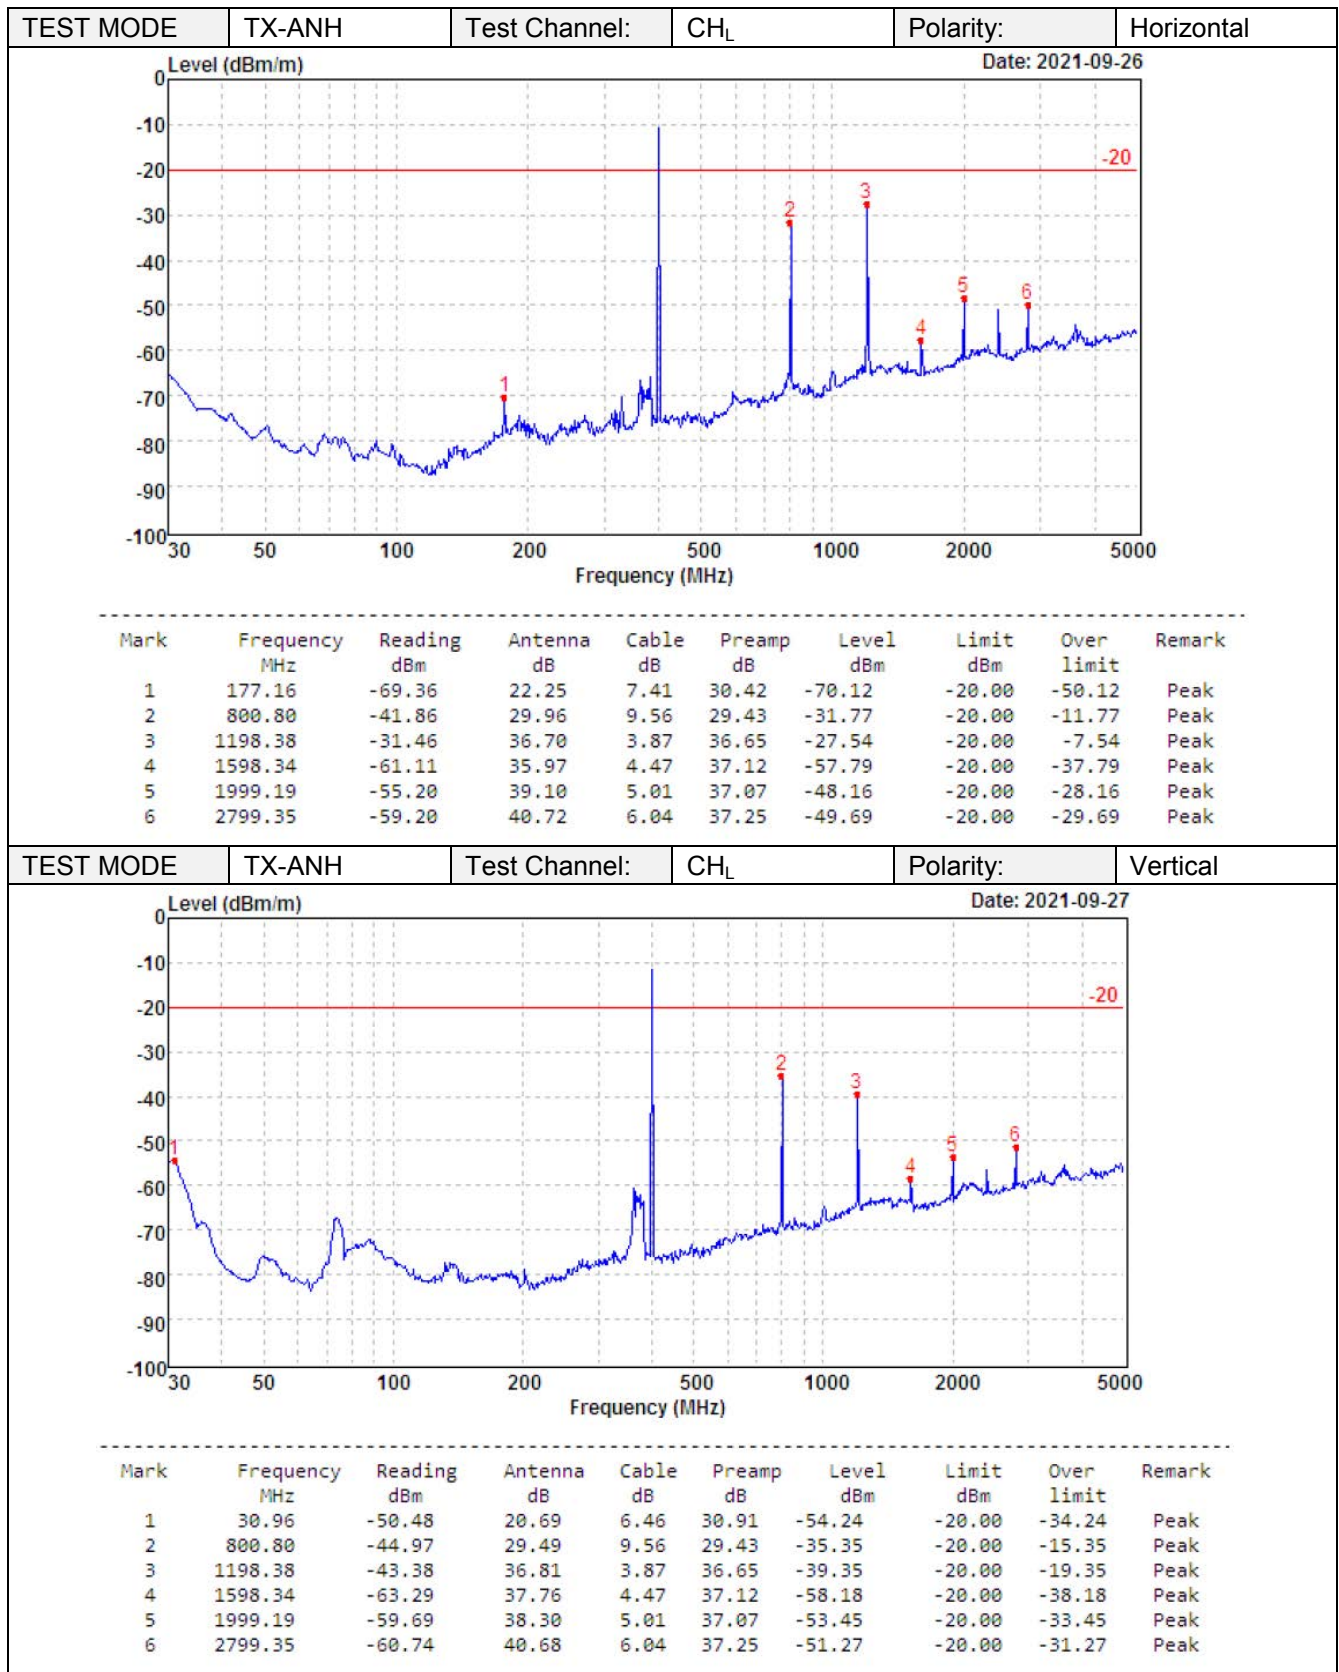 TEST MODE TX-ANH Test Channel: CHL Polarity: Horizontal
Level (dBm/m) Date: 2021-09-26
0
-10
-20 -20
-30
-40
-50
-60
-70
-80
-90
-100
1 2 3 4 5 6
30 50 100 200 500 1000 2000 5000
Frequency (MHz)
Mark Frequency Reading Antenna Cable Preamp Level Limit Over Remark
MHz dBm dB dB dB dBm dBm limit
1 177.16 -69.36 22.25 7.41 30.42 -70.12 -20.00 -50.12 Peak
2 800.80 -41.86 29.96 9.56 29.43 -31.77 -20.00 -11.77 Peak
3 1198.38 -31.46 36.70 3.87 36.65 -27.54 -20.00 -7.54 Peak
4 1598.34 -61.11 35.97 4.47 37.12 -57.79 -20.00 -37.79 Peak
5 1999.19 -55.20 39.10 5.01 37.07 -48.16 -20.00 -28.16 Peak
6 2799.35 -59.20 40.72 6.04 37.25 -49.69 -20.00 -29.69 Peak
TEST MODE TX-ANH Test Channel: CHL Polarity: Vertical
Level (dBm/m) Date: 2021-09-27
0
-10
-20 -20
-30
-40
-50
-60
-70
-80
-90
-100
1 2 3 4 5 6
30 50 100 200 500 1000 2000 5000
Frequency (MHz)
Mark Frequency Reading Antenna Cable Preamp Level Limit Over Remark
MHz dBm dB dB dB dBm dBm limit
1 30.96 -50.48 20.69 6.46 30.91 -54.24 -20.00 -34.24 Peak
2 800.80 -44.97 29.49 9.56 29.43 -35.35 -20.00 -15.35 Peak
3 1198.38 -43.38 36.81 3.87 36.65 -39.35 -20.00 -19.35 Peak
4 1598.34 -63.29 37.76 4.47 37.12 -58.18 -20.00 -38.18 Peak
5 1999.19 -59.69 38.30 5.01 37.07 -53.45 -20.00 -33.45 Peak
6 2799.35 -60.74 40.68 6.04 37.25 -51.27 -20.00 -31.27 Peak